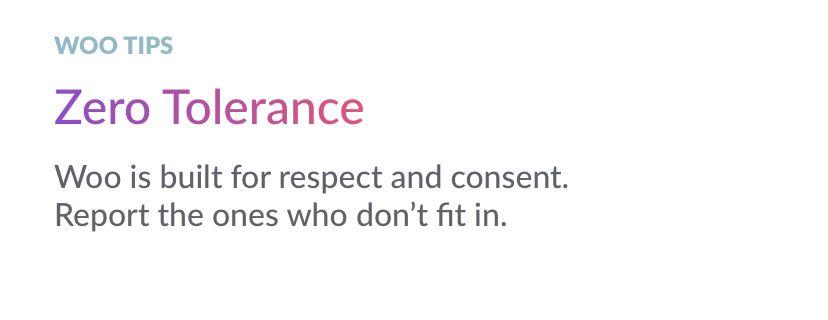 WOO TIPS
Zero Tolerance
Woo is built for respect and consent.
Report the ones who don’t fit in.